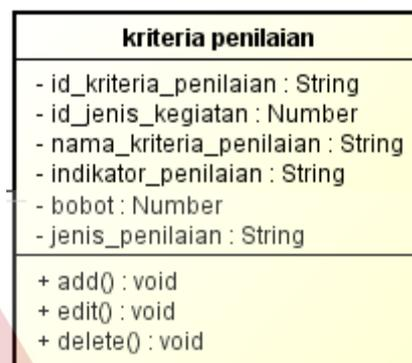 kriteria penilaian
- id_kriteria_penilaian : String
- id_jenis_kegiatan : Number
- nama_kriteria_penilaian : String
- indikator_penilaian : String
- bobot : Number
- jenis_penilaian : String
+ add() : void
+ edit() : void
+ delete() : void